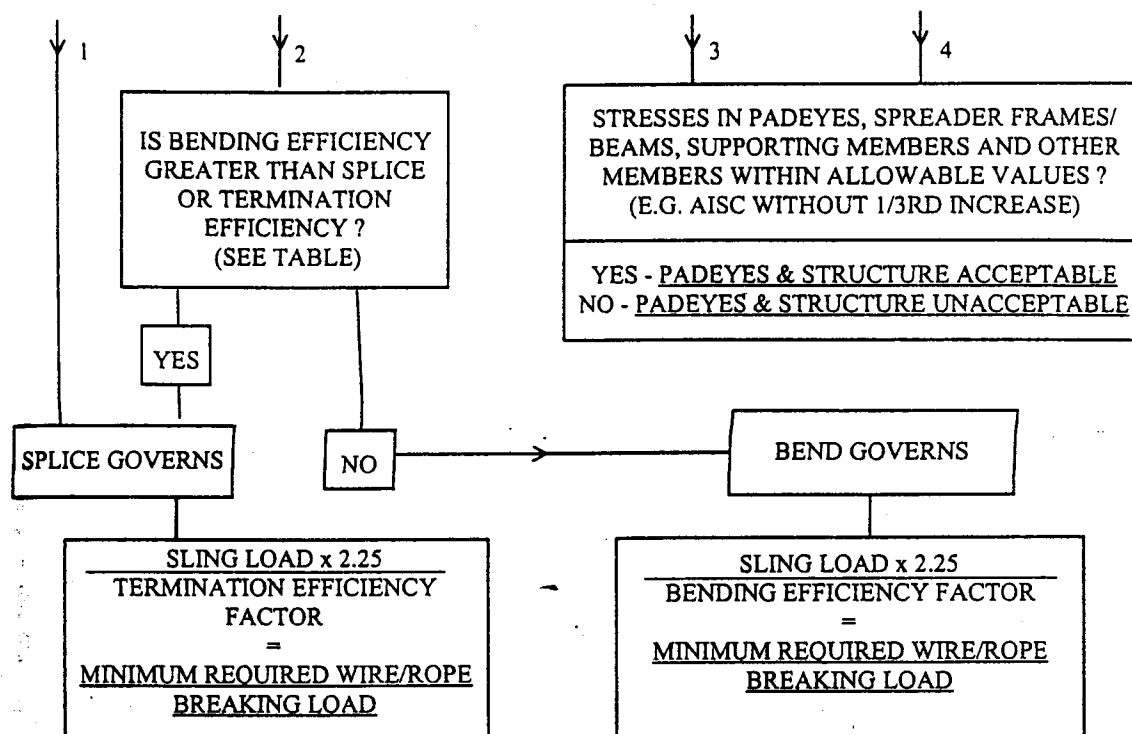 1
2
3
4
IS BENDING EFFICIENCY
GREATER THAN SPLICE
OR TERMINATION
EFFICIENCY ?
(SEE TABLE)
STRESSES IN PADEYES, SPREADER FRAMES/
BEAMS, SUPPORTING MEMBERS AND OTHER
MEMBERS WITHIN ALLOWABLE VALUES ?
(E.G. AISC WITHOUT 1/3RD INCREASE)
YES - PADEYES & STRUCTURE ACCEPTABLE
NO - PADEYES & STRUCTURE UNACCEPTABLE
YES
SPLICE GOVERNS
NO
BEND GOVERNS
SLING LOAD x 2.25
TERMINATION EFFICIENCY
FACTOR
=
MINIMUM REQUIRED WIRE/ROPE
BREAKING LOAD
SLING LOAD x 2.25
BENDING EFFICIENCY FACTOR
=
MINIMUM REQUIRED WIRE/ROPE
BREAKING LOAD